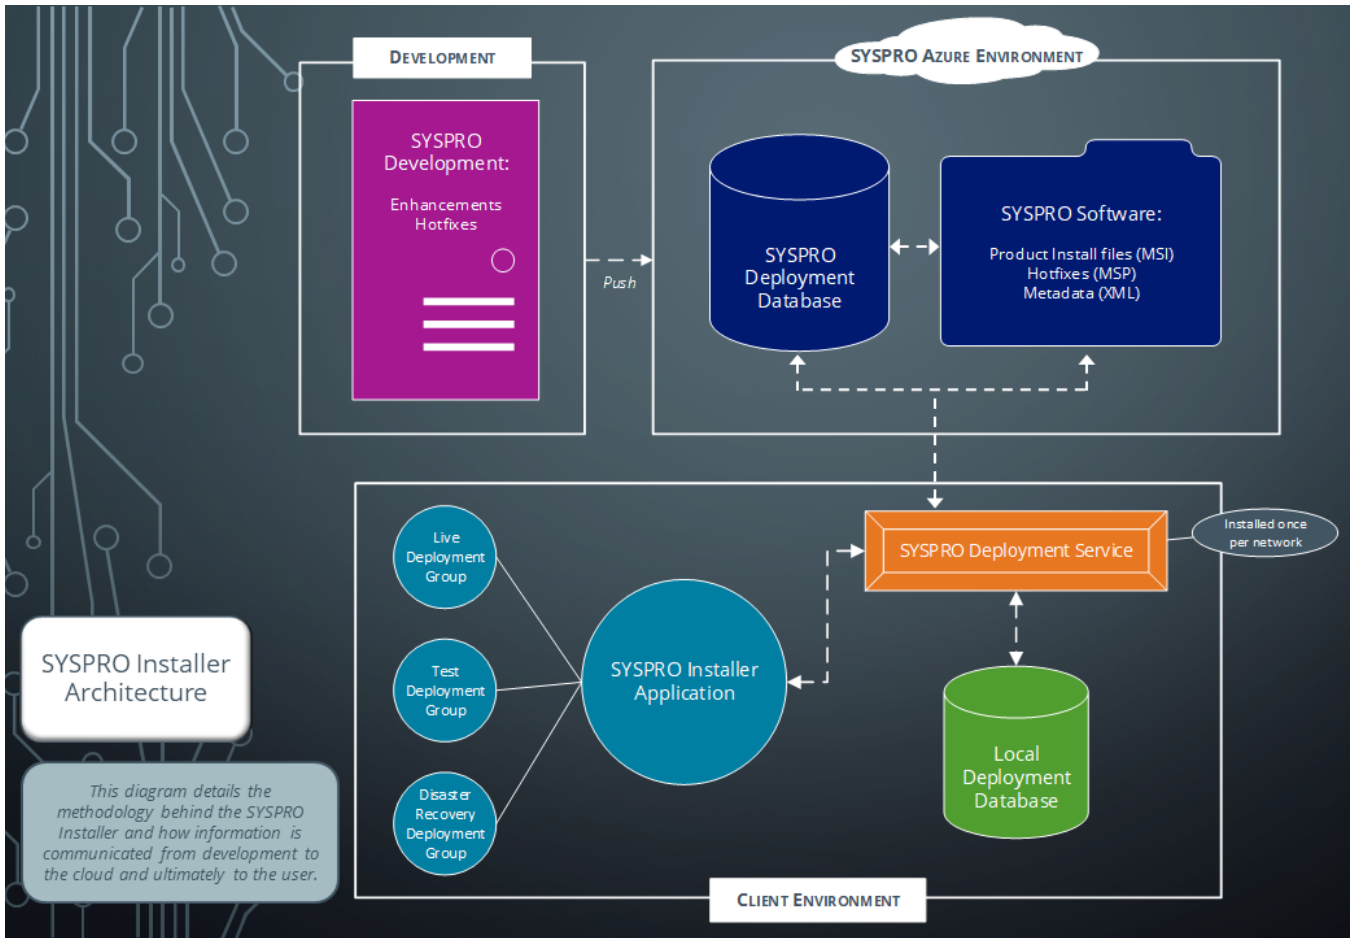 DEVELOPMENT
SYSPRO AZURE ENVIRONMENT
SYSPRO
Development:
Enhancements
Hotfixes
Push
SYSPRO
Deployment
Database
SYSPRO Software:
Product Install files (MSI)
Hotfixes (MSP)
Metadata (XML)
Live
Deployment
Group
Test
Deployment
Group
Disaster
Recovery
Deployment
Group
SYSPRO Installer
Application
SYSPRO Deployment Service
Installed once
per network
Local
Deployment
Database
CLIENT ENVIRONMENT
SYSPRO Installer
Architecture
This diagram details the
methodology behind the SYSPRO
Installer and how information is
communicated from development to
the cloud and ultimately to the user.